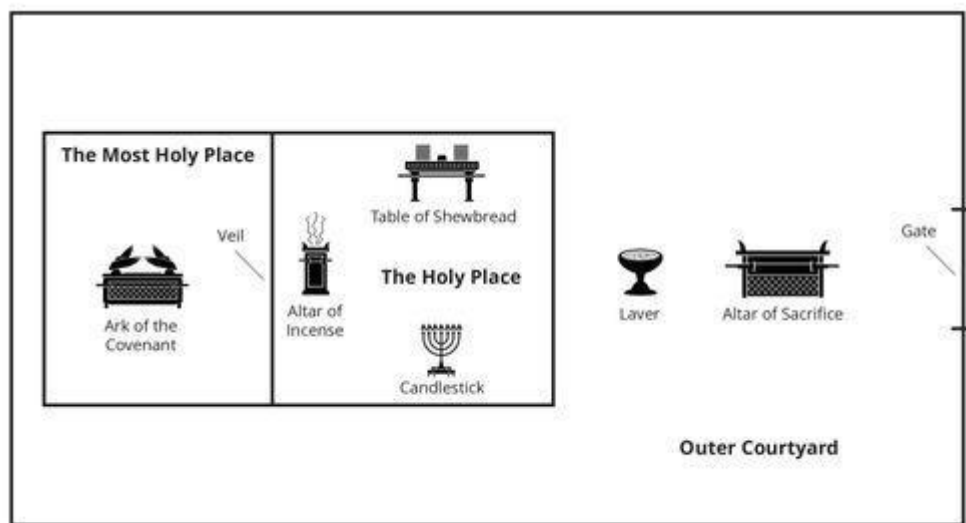 The Most Holy Place
Veil
Ark of the
Covenant
Table of Shewbread
The Holy Place
Altar of
Incense
Candlestick
Laver
Altar of Sacrifice
Gate
Outer Courtyard